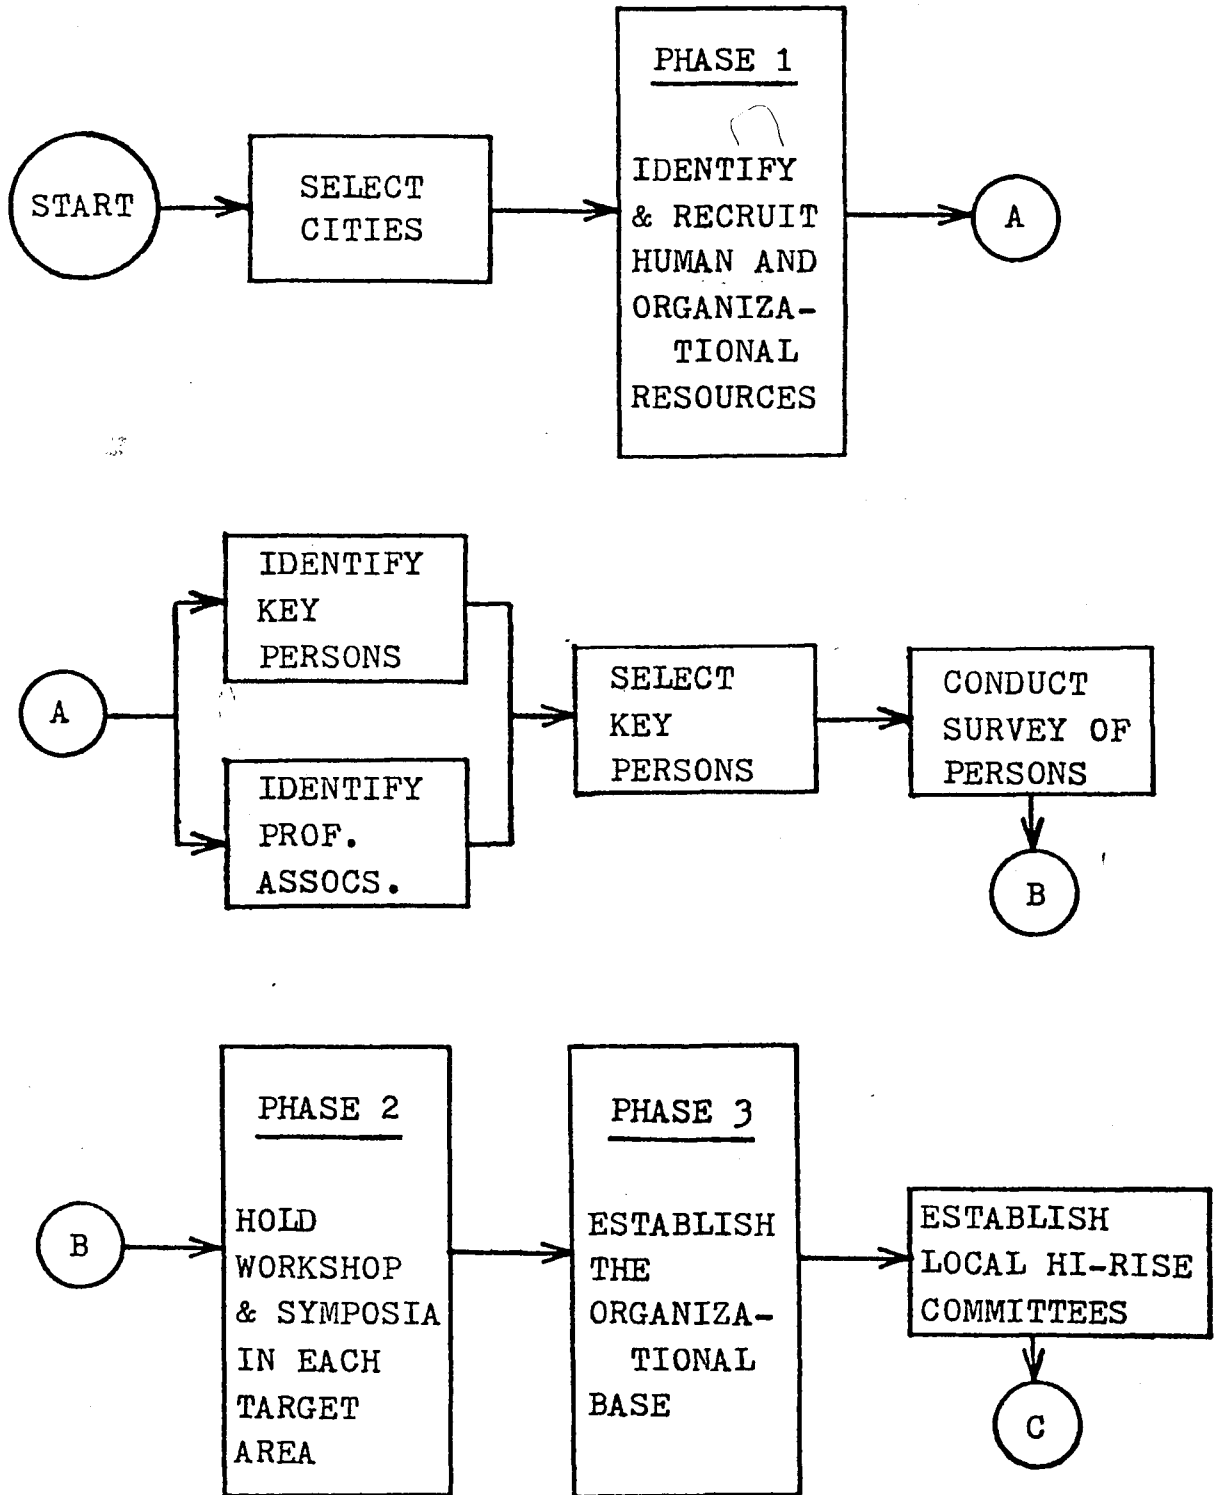 START
SELECT
CITIES
PHASE 1
IDENTIFY
& RECRUIT
HUMAN AND
ORGANIZA-
TIONAL
RESOURCES
A
A
IDENTIFY
KEY
PERSONS
IDENTIFY
PROF.
ASSOCS.
SELECT
KEY
PERSONS
CONDUCT
SURVEY OF
PERSONS
B
B
PHASE 2
HOLD
WORKSHOP
& SYMPOSIA
IN EACH
TARGET
AREA
PHASE 3
ESTABLISH
THE
ORGANIZA-
TIONAL
BASE
ESTABLISH
LOCAL HI-RISE
COMMITTEES
C